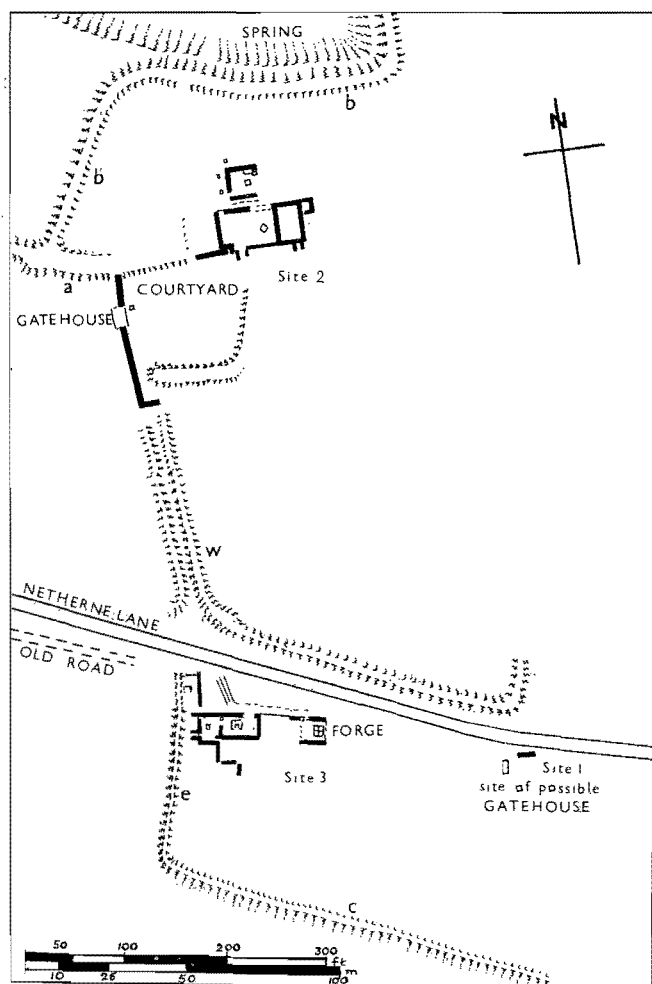 SPRING
b
N
b
Site 2
a
COURTYARD
GATEHOUSE
w
NETHERNE LANE
OLD ROAD
FORGE
Site 1
site of possible
GATEHOUSE
Site 3
e
c
50 100 200 300
ft
10 25 50 100
m